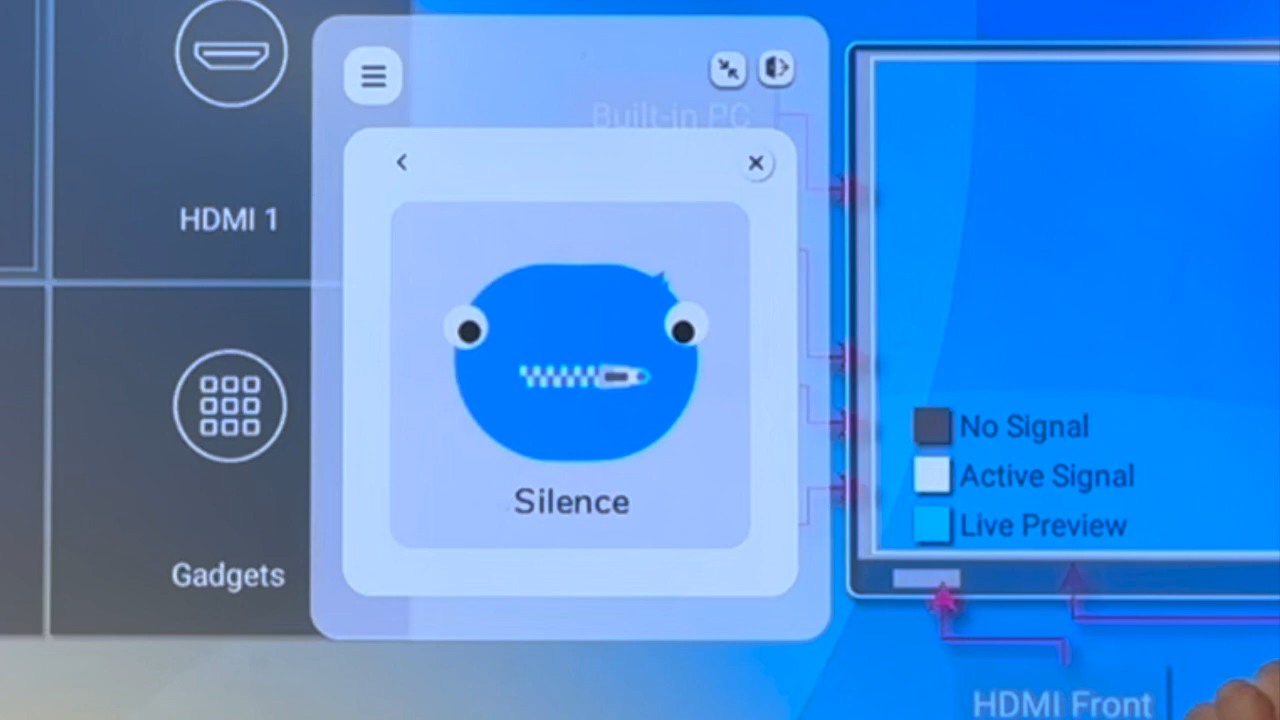 Built-in PC
HDMI 1
Silence
Gadgets
No Signal
Active Signal
Live Preview
HDMI Front